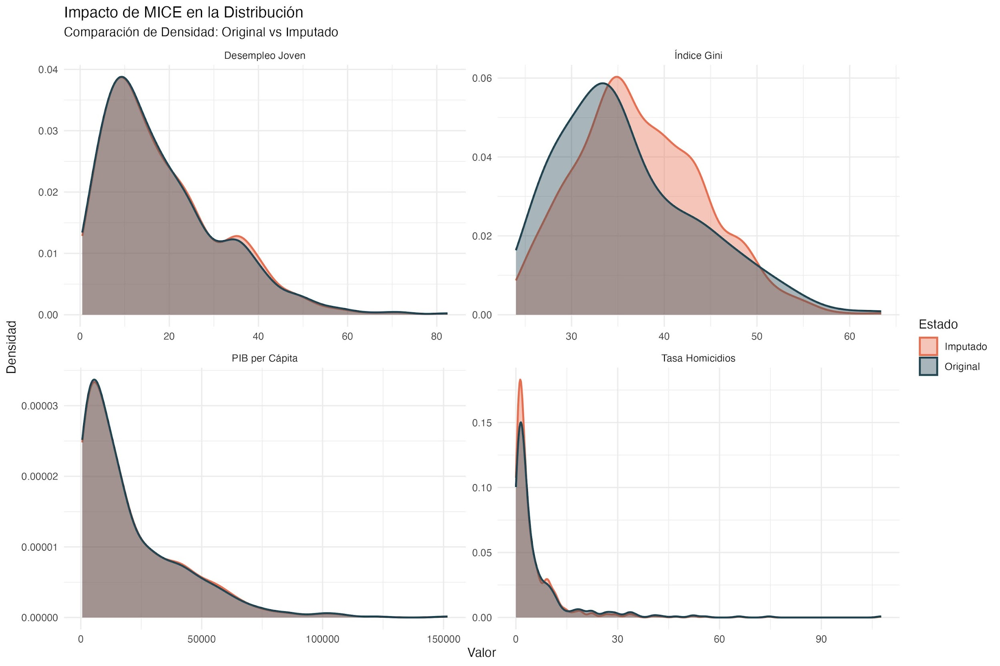 Impacto de MICE en la Distribución
Comparación de Densidad: Original vs Imputado
Desempleo Joven
0.04
0.03
0.02
0.01
0.00
0 20 40 60 80
Índice Gini
0.06
0.04
0.02
0.00
30 40 50 60
PIB per Cápita
0.00003
0.00002
0.00001
0.00000
0 50000 100000 150000
Tasa Homicidios
0.15
0.10
0.05
0.00
0 30 60 90
Densidad
Valor
Estado
Imputado
Original